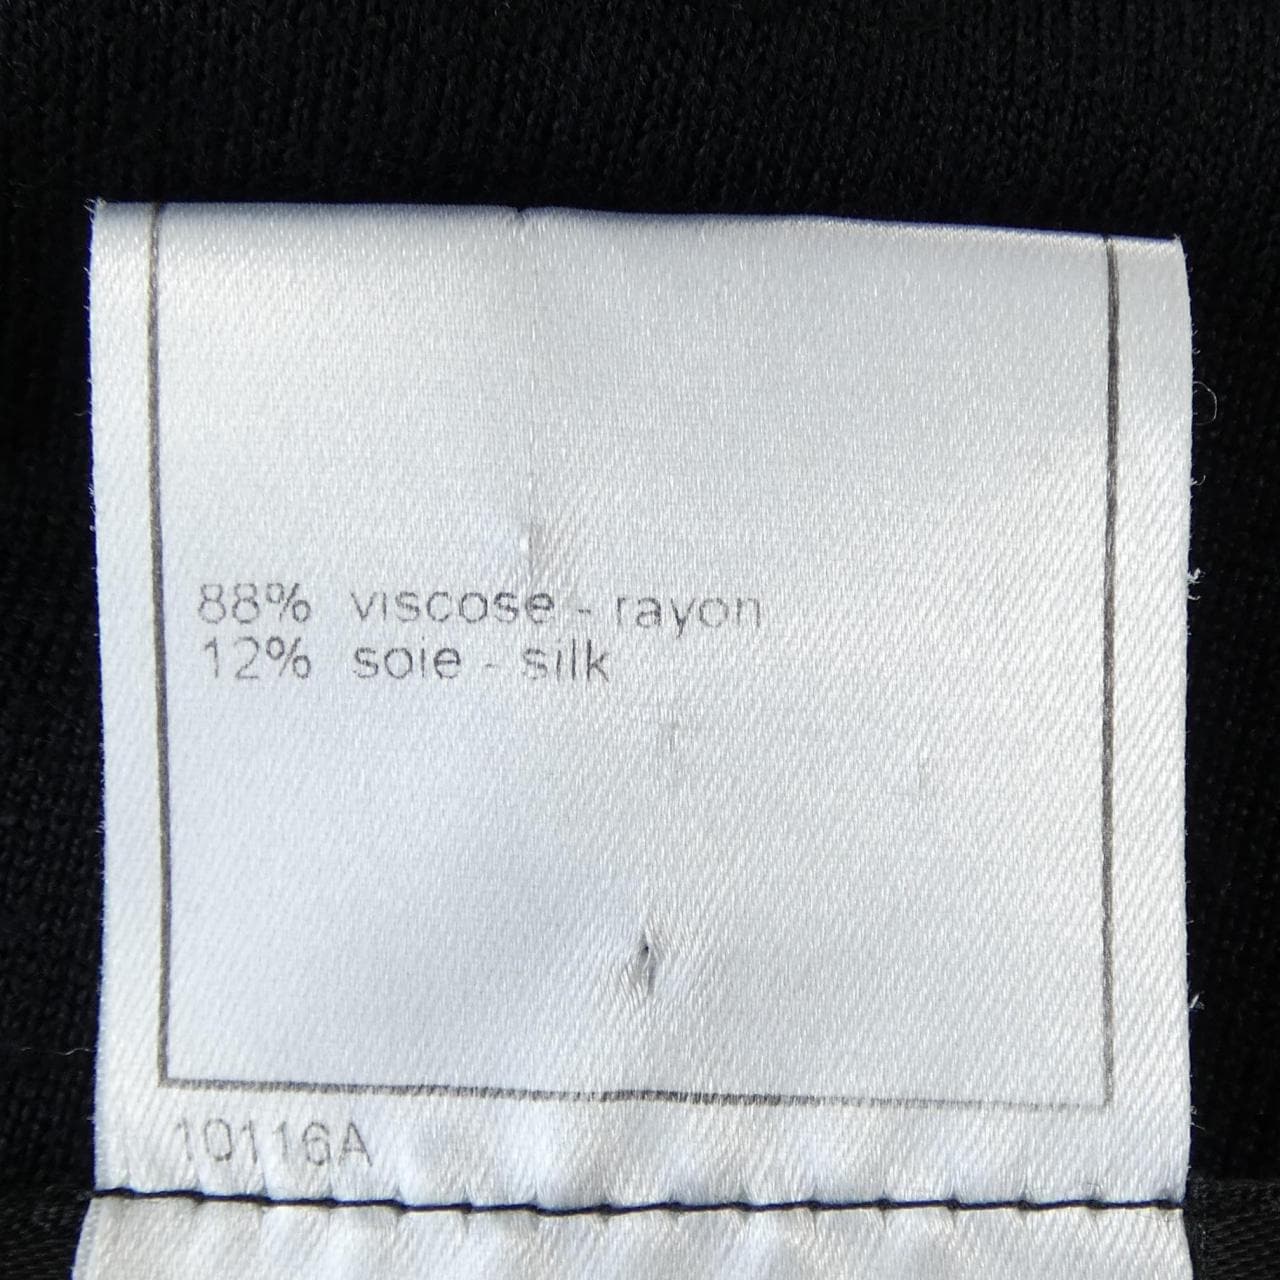 88% viscose - rayon
12% soie - silk
10116A